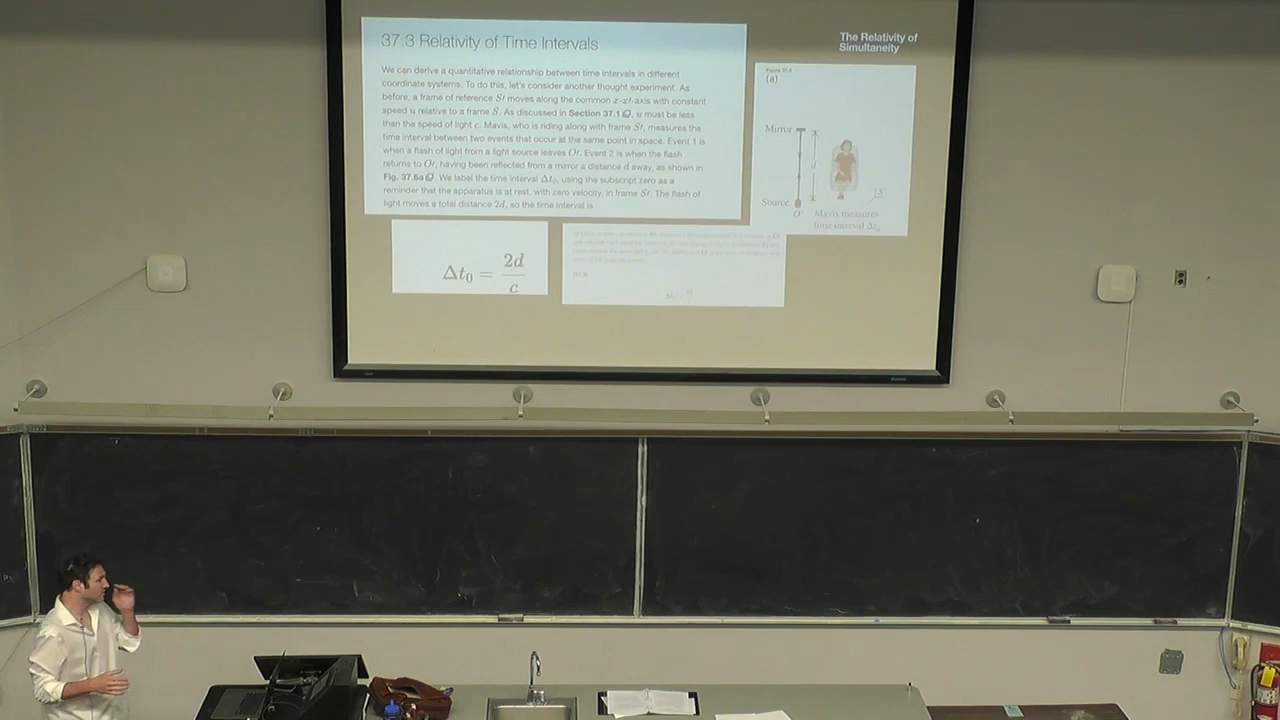 37.3 Relativity of Time Intervals
We can derive a quantitative relationship between time intervals in different
coordinate systems. To do this, let's consider another thought experiment. As
before, a frame of reference S′ moves along the common x-x′-axis with constant
speed u relative to a frame S. As discussed in Section 37.1, u must be less
than the speed of light c. Mavis, who is riding along with frame S′, measures the
time interval between two events that occur at the same point in space. Event 1 is
when a flash of light from a light source leaves O′. Event 2 is when the flash
returns to O′, having been reflected from a mirror a distance d away, as shown in
Fig. 37.6a. We label the time interval Δt₀, using the subscript zero as a
reminder that the apparatus is at rest, with zero velocity, in frame S′. The flash of
light moves a total distance 2d, so the time interval is
Δt₀ = 2d/c
The Relativity of
Simultaneity
(a)
Mirror
d
Source
O′
S′
Mavis measures
time interval Δt₀